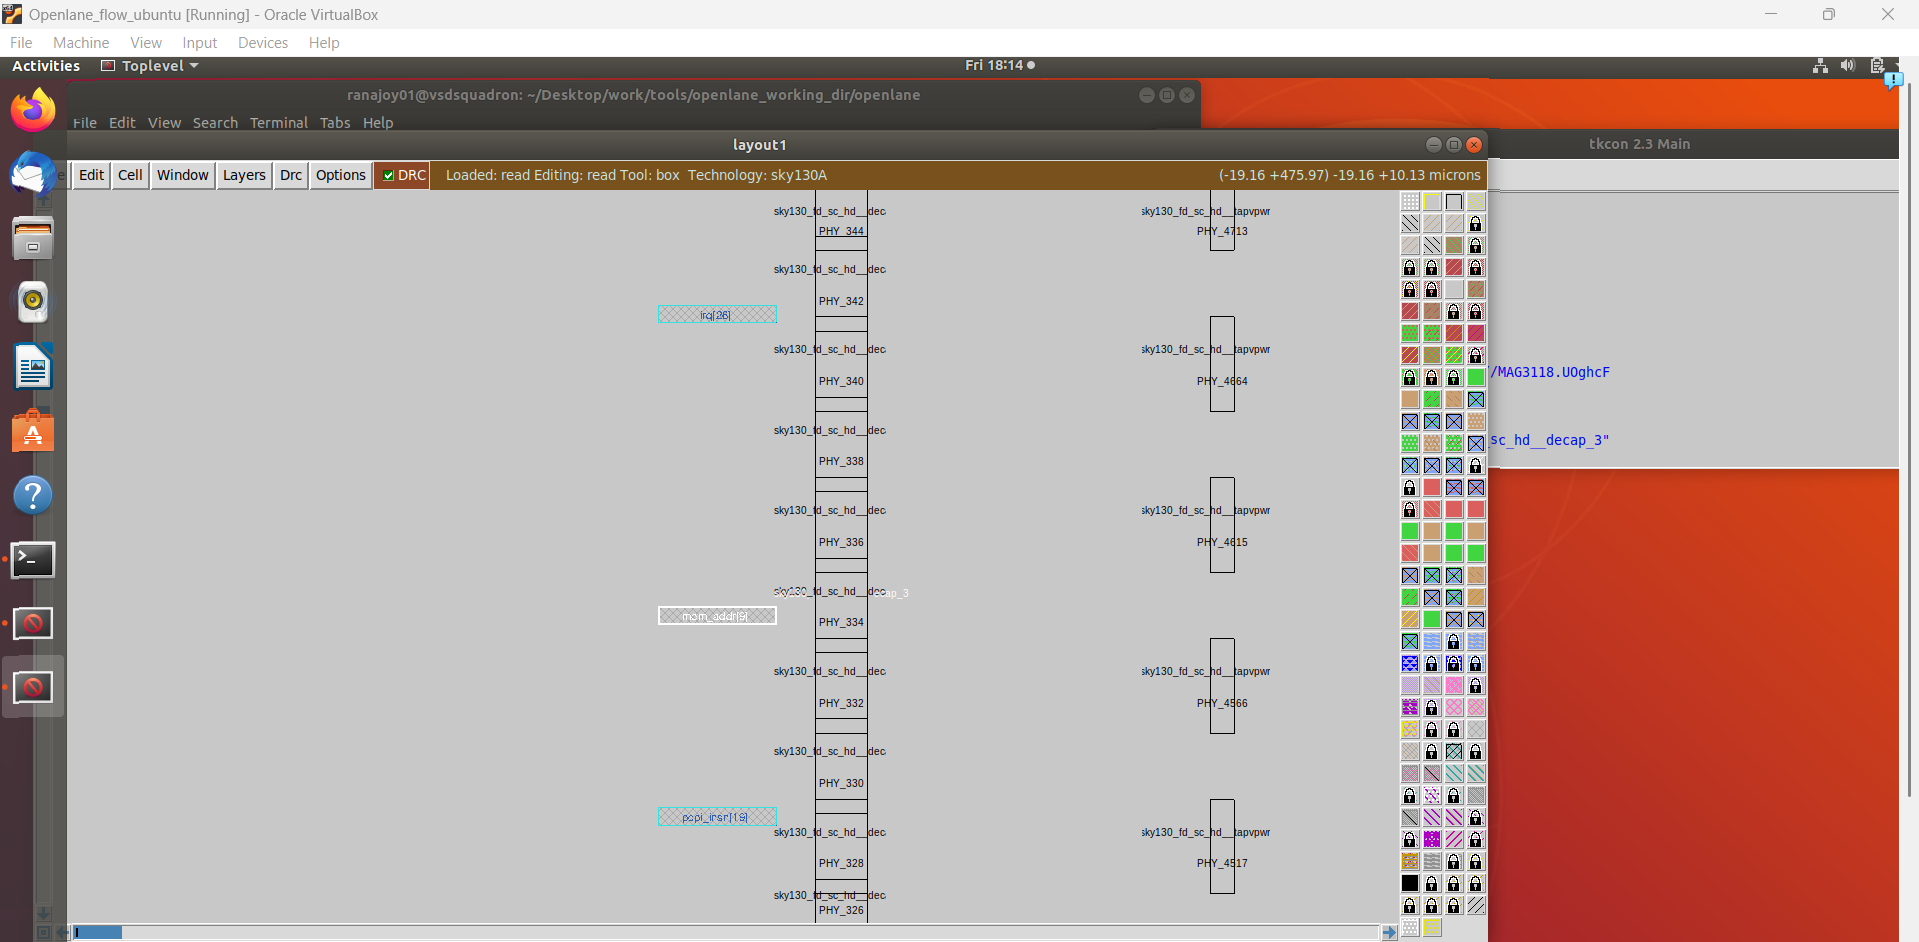 Openlane_flow_ubuntu [Running] - Oracle VirtualBox
File Machine View Input Devices Help
Activities Toplevel Fri 18:14
ranajoy01@vsdsquadron: ~/Desktop/work/tools/openlane_working_dir/openlane
File Edit View Search Terminal Tabs Help
layout1
tkcon 2.3 Main
Edit Cell Window Layers Drc Options DRC Loaded: read Editing: read Tool: box Technology: sky130A (-19.16 +475.97) -19.16 +10.13 microns
sky130_fd_sc_hd__dec sky130_fd_sc_hd__tapvpwr
PHY_344 PHY_4713
sky130_fd_sc_hd__dec
PHY_342
irq[26]
sky130_fd_sc_hd__dec sky130_fd_sc_hd__tapvpwr
/MAG3118.UOghcF
PHY_340 PHY_4664
sky130_fd_sc_hd__dec
sc_hd__decap_3"
PHY_338
sky130_fd_sc_hd__dec sky130_fd_sc_hd__tapvpwr
PHY_336 PHY_4615
sky130_fd_sc_hd__dec ap_3
mem_addr[9]
PHY_334
sky130_fd_sc_hd__dec sky130_fd_sc_hd__tapvpwr
PHY_332 PHY_4566
sky130_fd_sc_hd__dec
PHY_330
pcpi_insn[19]
sky130_fd_sc_hd__dec sky130_fd_sc_hd__tapvpwr
PHY_328 PHY_4517
sky130_fd_sc_hd__dec
PHY_326